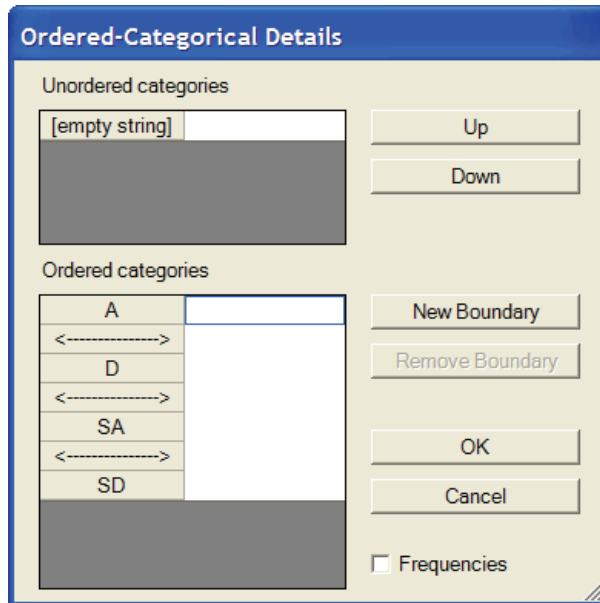 Ordered-Categorical Details
Unordered categories
[empty string]
Up
Down
Ordered categories
A
<--------------->
D
<--------------->
SA
<--------------->
SD
New Boundary
Remove Boundary
OK
Cancel
Frequencies